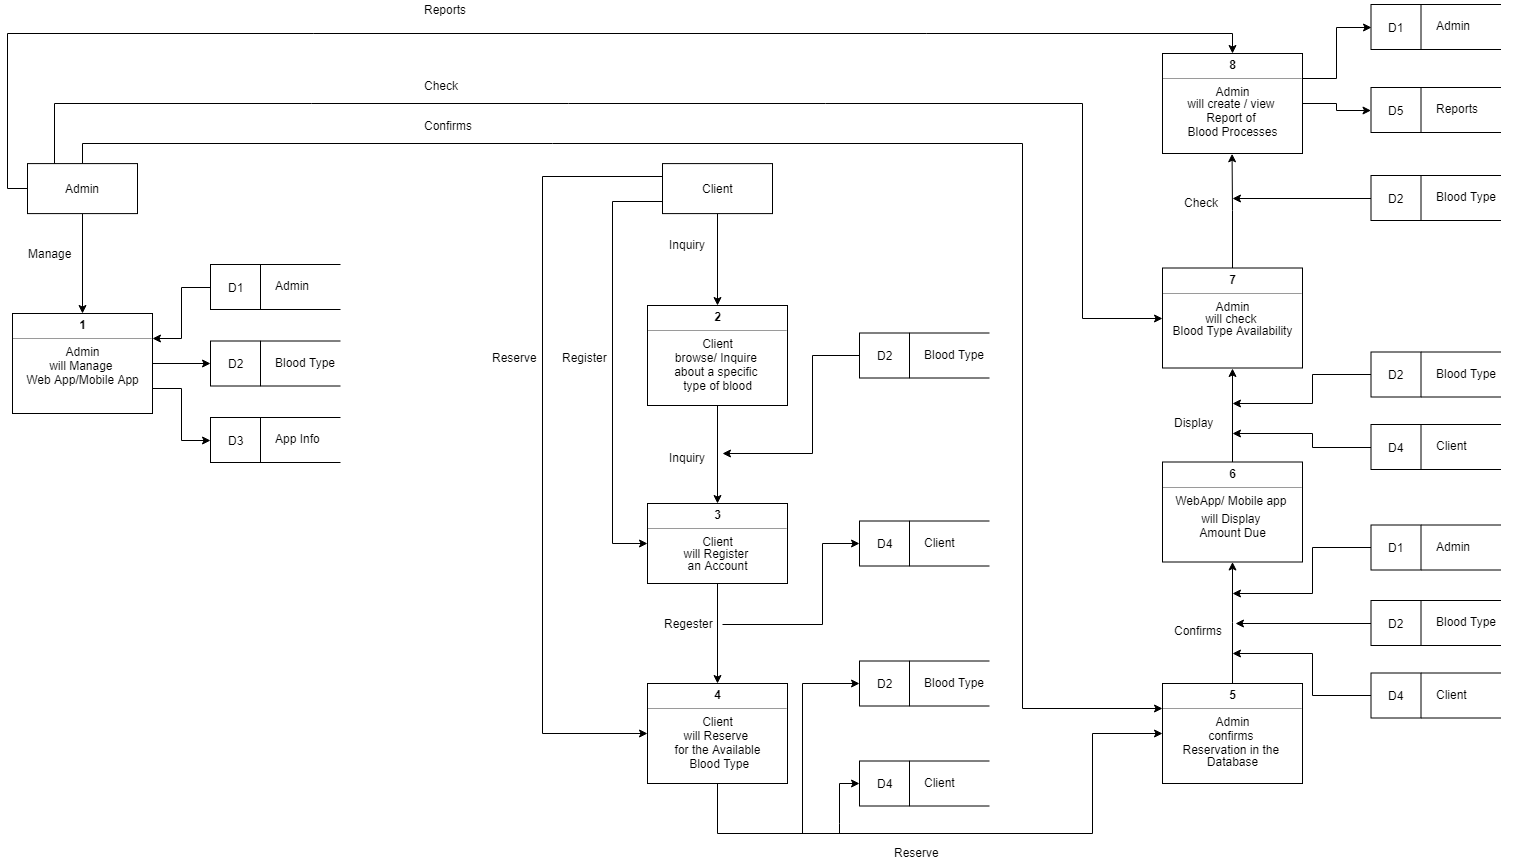 Reports
Check
Confirms
Admin
Manage
1
Admin
will Manage
Web App/Mobile App
D1 Admin
D2 Blood Type
D3 App Info
Client
Inquiry
Reserve
Register
2
Client
browse/ Inquire
about a specific
type of blood
D2 Blood Type
Inquiry
3
Client
will Register
an Account
D4 Client
Regester
4
Client
will Reserve
for the Available
Blood Type
D2 Blood Type
D4 Client
Reserve
8
Admin
will create / view
Report of
Blood Processes
D1 Admin
D5 Reports
Check
D2 Blood Type
7
Admin
will check
Blood Type Availability
Display
D2 Blood Type
D4 Client
6
WebApp/ Mobile app
will Display
Amount Due
Confirms
D1 Admin
D2 Blood Type
D4 Client
5
Admin
confirms
Reservation in the
Database